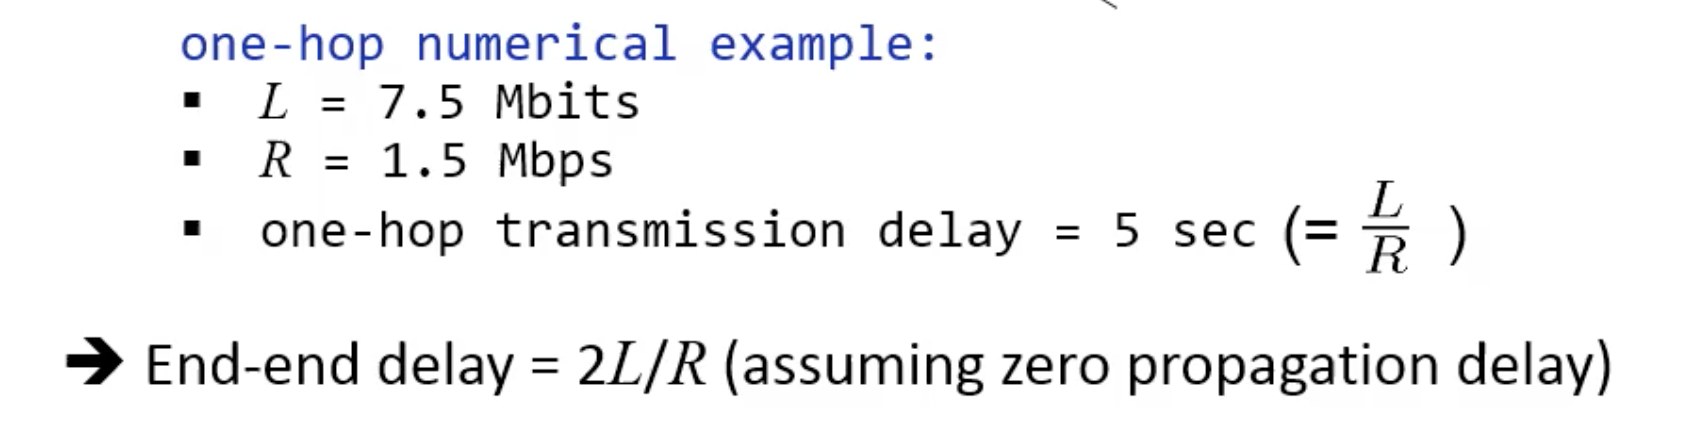 one-hop numerical example:
▪ L = 7.5 Mbits
▪ R = 1.5 Mbps
▪ one-hop transmission delay = 5 sec (= L/R )
➔ End-end delay = 2L/R (assuming zero propagation delay)